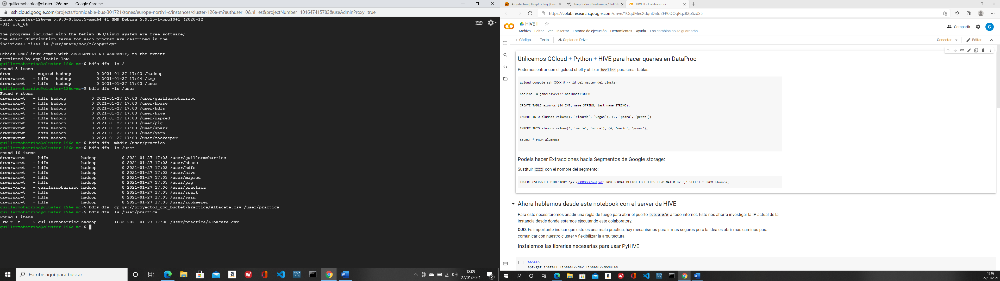 guillermobarrioc@cluster-126e-m: ~ - Google Chrome
ssh.cloud.google.com/projects/formidable-bus-301721/zones/europe-north1-c/instances/cluster-126e-m?authuser=0&hl=es&projectNumber=101647415783&useAdminProxy=true
Linux cluster-126e-m 5.9.0-0.bpo.5-amd64 #1 SMP Debian 5.9.15-1~bpo10+1 (2020-12
-31) x86_64
The programs included with the Debian GNU/Linux system are free software;
the exact distribution terms for each program are described in the
individual files in /usr/share/doc/*/copyright.
Debian GNU/Linux comes with ABSOLUTELY NO WARRANTY, to the extent
permitted by applicable law.
guillermobarrioc@cluster-126e-m:~$ hdfs dfs -ls /
Found 3 items
drwx------   - mapred hadoop          0 2021-01-27 17:03 /hadoop
drwxrwxrwt   - hdfs   hadoop          0 2021-01-27 17:04 /tmp
drwxrwxrwt   - hdfs   hadoop          0 2021-01-27 17:03 /user
guillermobarrioc@cluster-126e-m:~$ hdfs dfs -ls /user
Found 9 items
drwxrwxrwt   - hdfs hadoop          0 2021-01-27 17:03 /user/guillermobarrioc
drwxrwxrwt   - hdfs hadoop          0 2021-01-27 17:03 /user/hbase
drwxrwxrwt   - hdfs hadoop          0 2021-01-27 17:03 /user/hdfs
drwxrwxrwt   - hdfs hadoop          0 2021-01-27 17:03 /user/hive
drwxrwxrwt   - hdfs hadoop          0 2021-01-27 17:03 /user/mapred
drwxrwxrwt   - hdfs hadoop          0 2021-01-27 17:03 /user/pig
drwxrwxrwt   - hdfs hadoop          0 2021-01-27 17:03 /user/spark
drwxrwxrwt   - hdfs hadoop          0 2021-01-27 17:03 /user/yarn
drwxrwxrwt   - hdfs hadoop          0 2021-01-27 17:03 /user/zookeeper
guillermobarrioc@cluster-126e-m:~$ hdfs dfs -mkdir /user/practica
guillermobarrioc@cluster-126e-m:~$ hdfs dfs -ls /user
Found 10 items
drwxrwxrwt   - hdfs             hadoop          0 2021-01-27 17:03 /user/guillermobarrioc
drwxrwxrwt   - hdfs             hadoop          0 2021-01-27 17:03 /user/hbase
drwxrwxrwt   - hdfs             hadoop          0 2021-01-27 17:03 /user/hdfs
drwxrwxrwt   - hdfs             hadoop          0 2021-01-27 17:03 /user/hive
drwxrwxrwt   - hdfs             hadoop          0 2021-01-27 17:03 /user/mapred
drwxrwxrwt   - hdfs             hadoop          0 2021-01-27 17:03 /user/pig
drwxr-xr-x   - guillermobarrioc hadoop          0 2021-01-27 17:06 /user/practica
drwxrwxrwt   - hdfs             hadoop          0 2021-01-27 17:03 /user/spark
drwxrwxrwt   - hdfs             hadoop          0 2021-01-27 17:03 /user/yarn
drwxrwxrwt   - hdfs             hadoop          0 2021-01-27 17:03 /user/zookeeper
guillermobarrioc@cluster-126e-m:~$ hdfs dfs -cp gs://proyecto1_gbc_bucket/Practica/Albacete.csv /user/practica
guillermobarrioc@cluster-126e-m:~$ hdfs dfs -ls /user/practica
Found 1 items
-rw-r--r--   2 guillermobarrioc hadoop       1682 2021-01-27 17:08 /user/practica/Albacete.csv
guillermobarrioc@cluster-126e-m:~$
Escribe aquí para buscar
18:09
27/01/2021
2
Arquitectura | KeepCoding | Cur
KeepCoding Bootcamps / Full St
HIVE II - Colaboratory
https://colab.research.google.com/drive/1OqdMecXdqnDa6J2FR0DOqRqzB2pSzdS5
HIVE II
Archivo Editar Ver Insertar Entorno de ejecución Herramientas Ayuda Los cambios no se guardarán
Compartir
G
+ Código + Texto Copiar en Drive
Conectar
Editar
Utilicemos GCloud + Python + HIVE para hacer queries en DataProc
Podemos entrar con el gcloud shell y utilizar beeline para crear tablas:
gcloud compute ssh XXXX # <- id del master del cluster
beeline -u jdbc:hive2://localhost:10000
CREATE TABLE alumnos (id INT, name STRING, last_name STRING);
INSERT INTO alumnos values(1, 'ricardo', 'vegas'), (2, 'pedro', 'perez');
INSERT INTO alumnos values(3, 'maria', 'ochoa'), (4, 'mario', 'gomez');
SELECT * FROM alumnos;
Podeis hacer Extracciones hacia Segmentos de Google storage:
Sustituir XXXX con el nombre del segmento:
INSERT OVERWRITE DIRECTORY 'gs://XXXXXX/output' ROW FORMAT DELIMITED FIELDS TERMINATED BY ',' SELECT * FROM alumnos;
Ahora hablemos desde este notebook con el server de HIVE
Para esto necesitaremos anadir una regla de fuego para abrir el puerto 0.0.0.0/0 a todo internet. Esto nos ahorra investigar la IP actual de la
instancia desde donde estamos ejecutando este colaboratory.
OJO: Es importante indicar que esto es una mala practica, hay mecanismos para ir mas seguros pero la idea es abrir mas caminos para
comunicar con nuestro cluster y flexibilizar la arquitectura.
Instalemos las librerias necesarias para usar PyHIVE
[ ] %%bash
apt-get install libsasl2-dev libsasl2-modules
18:09
27/01/2021